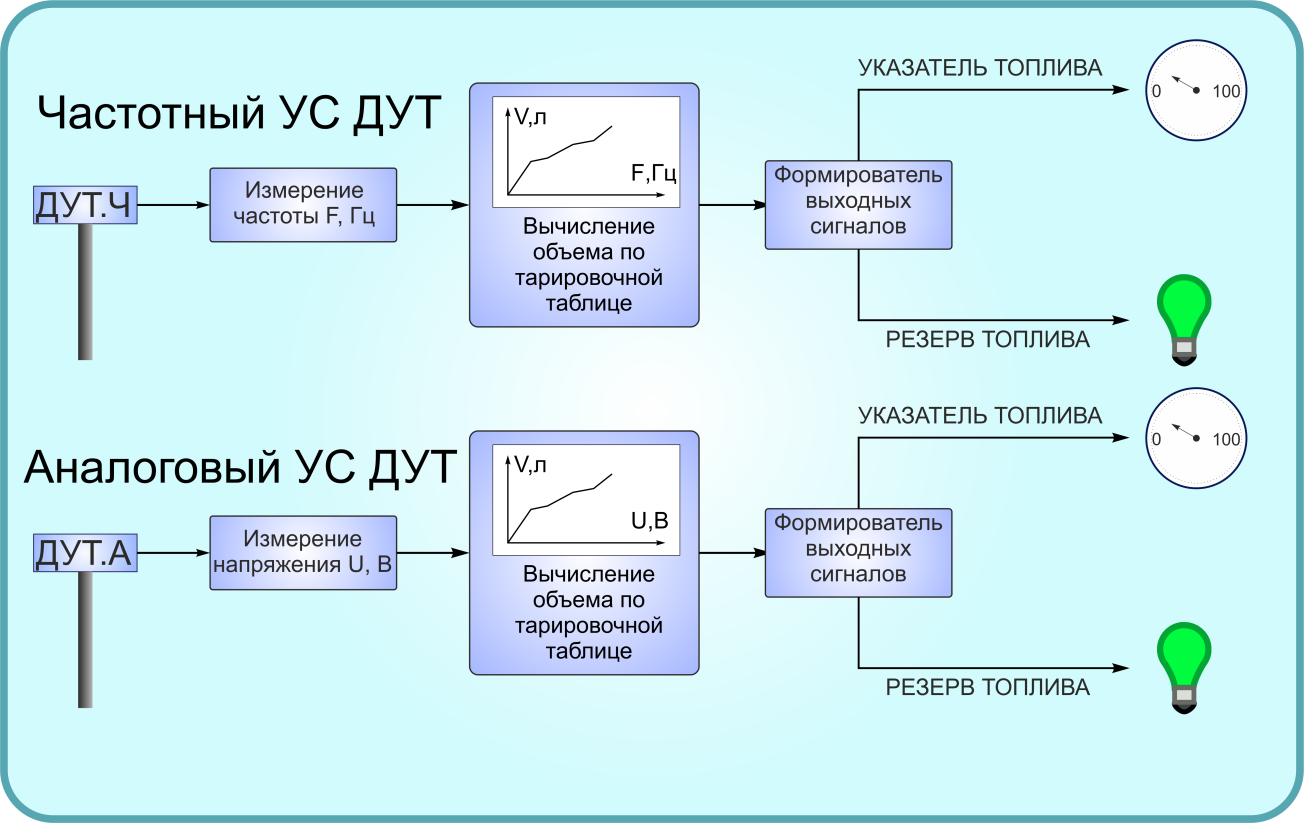 Частотный УС ДУТ
ДУТ.Ч
Измерение
частоты F, Гц
V,л
F,Гц
Вычисление
объема по
тарировочной
таблице
Формирователь
выходных
сигналов
УКАЗАТЕЛЬ ТОПЛИВА
0 100
РЕЗЕРВ ТОПЛИВА
Аналоговый УС ДУТ
ДУТ.А
Измерение
напряжения U, В
V,л
U,В
Вычисление
объема по
тарировочной
таблице
Формирователь
выходных
сигналов
УКАЗАТЕЛЬ ТОПЛИВА
0 100
РЕЗЕРВ ТОПЛИВА